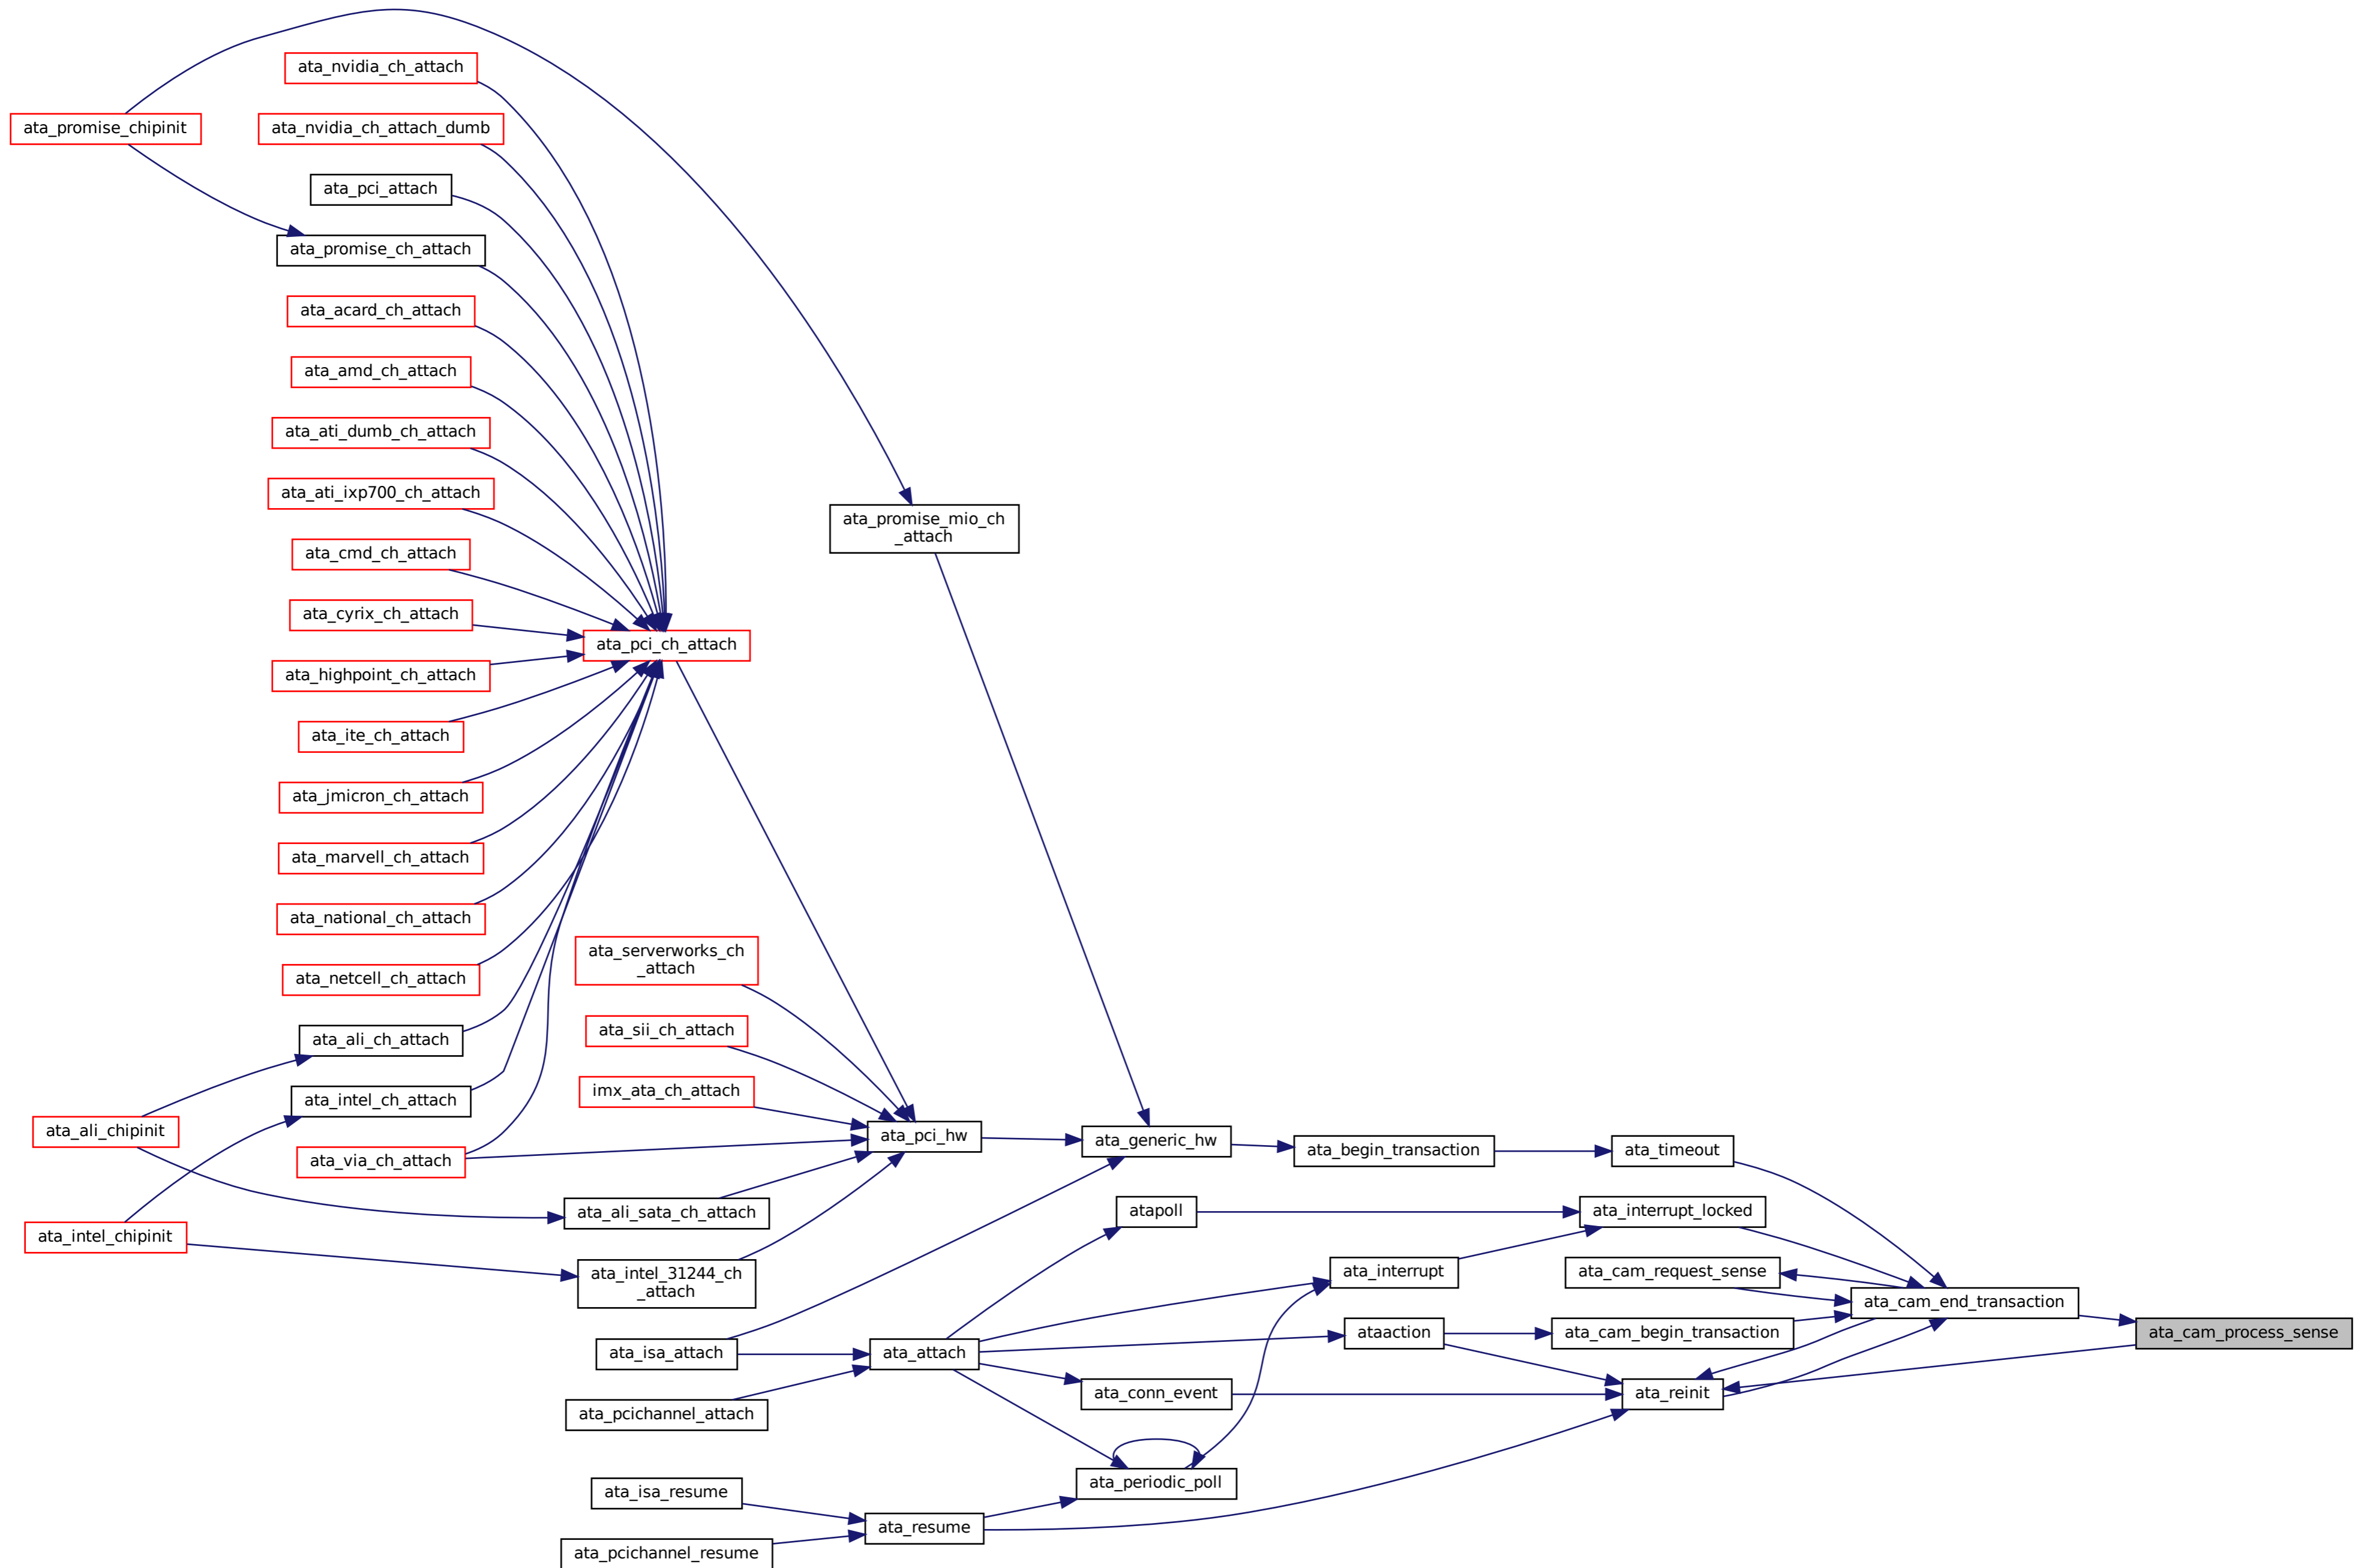 ata_nvidia_ch_attach
ata_promise_chipinit
ata_nvidia_ch_attach_dumb
ata_pci_attach
ata_promise_ch_attach
ata_acard_ch_attach
ata_amd_ch_attach
ata_ati_dumb_ch_attach
ata_ati_ixp700_ch_attach
ata_promise_mio_ch
_attach
ata_cmd_ch_attach
ata_cyrix_ch_attach
ata_pci_ch_attach
ata_highpoint_ch_attach
ata_ite_ch_attach
ata_jmicron_ch_attach
ata_marvell_ch_attach
ata_national_ch_attach
ata_serverworks_ch
_attach
ata_netcell_ch_attach
ata_sii_ch_attach
ata_ali_ch_attach
imx_ata_ch_attach
ata_intel_ch_attach
ata_ali_chipinit
ata_pci_hw
ata_generic_hw
ata_begin_transaction
ata_timeout
ata_via_ch_attach
ata_ali_sata_ch_attach
atapoll
ata_interrupt_locked
ata_intel_chipinit
ata_intel_31244_ch
_attach
ata_interrupt
ata_cam_request_sense
ata_cam_end_transaction
ata_cam_process_sense
ataaction
ata_cam_begin_transaction
ata_isa_attach
ata_attach
ata_conn_event
ata_reinit
ata_pcichannel_attach
ata_periodic_poll
ata_isa_resume
ata_resume
ata_pcichannel_resume